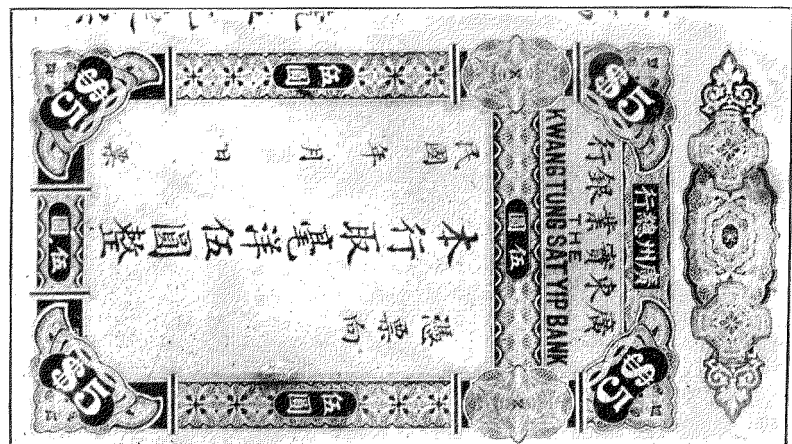 $5 $5
廣州總行
廣東實業銀行
THE
KWANG TUNG SAT YIP BANK
伍圓
伍圓
憑票向
本行取毫洋伍圓整
民國 年 月 日 票
伍圓
伍圓
$5 $5